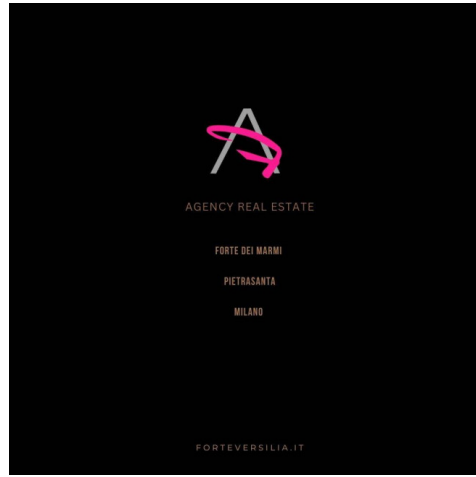 A
AGENCY REAL ESTATE
FORTE DEI MARMI
PIETRASANTA
MILANO
FORTEVERSILIA.IT